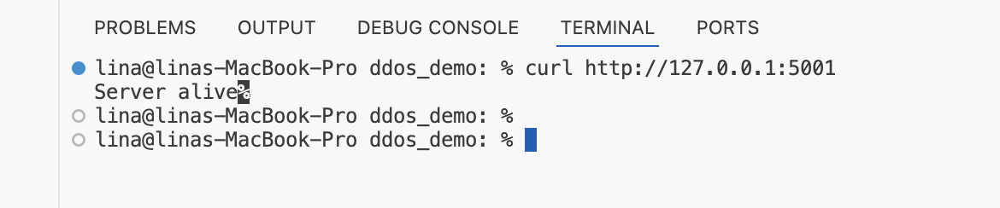 PROBLEMS OUTPUT DEBUG CONSOLE TERMINAL PORTS
lina@linas-MacBook-Pro ddos_demo: % curl http://127.0.0.1:5001
Server alive%
lina@linas-MacBook-Pro ddos_demo: %
lina@linas-MacBook-Pro ddos_demo: %